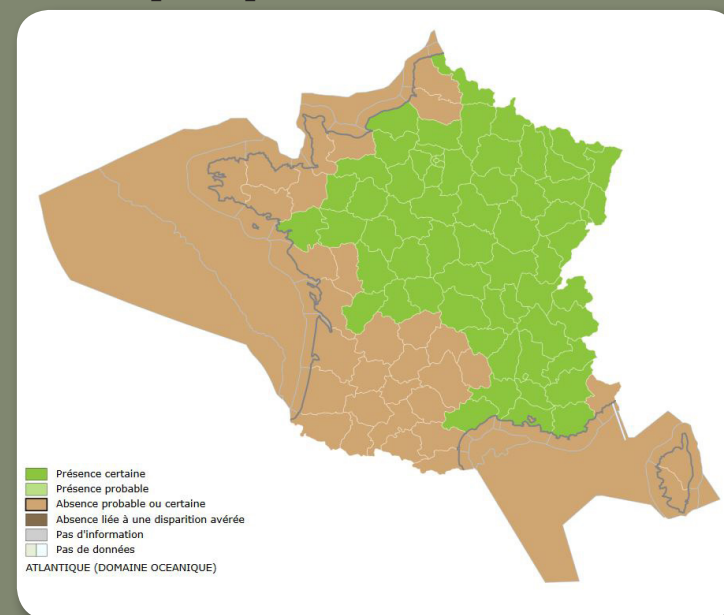 Présence certaine
Présence probable
Absence probable ou certaine
Absence liée à une disparition avérée
Pas d'information
Pas de données
ATLANTIQUE (DOMAINE OCEANIQUE)